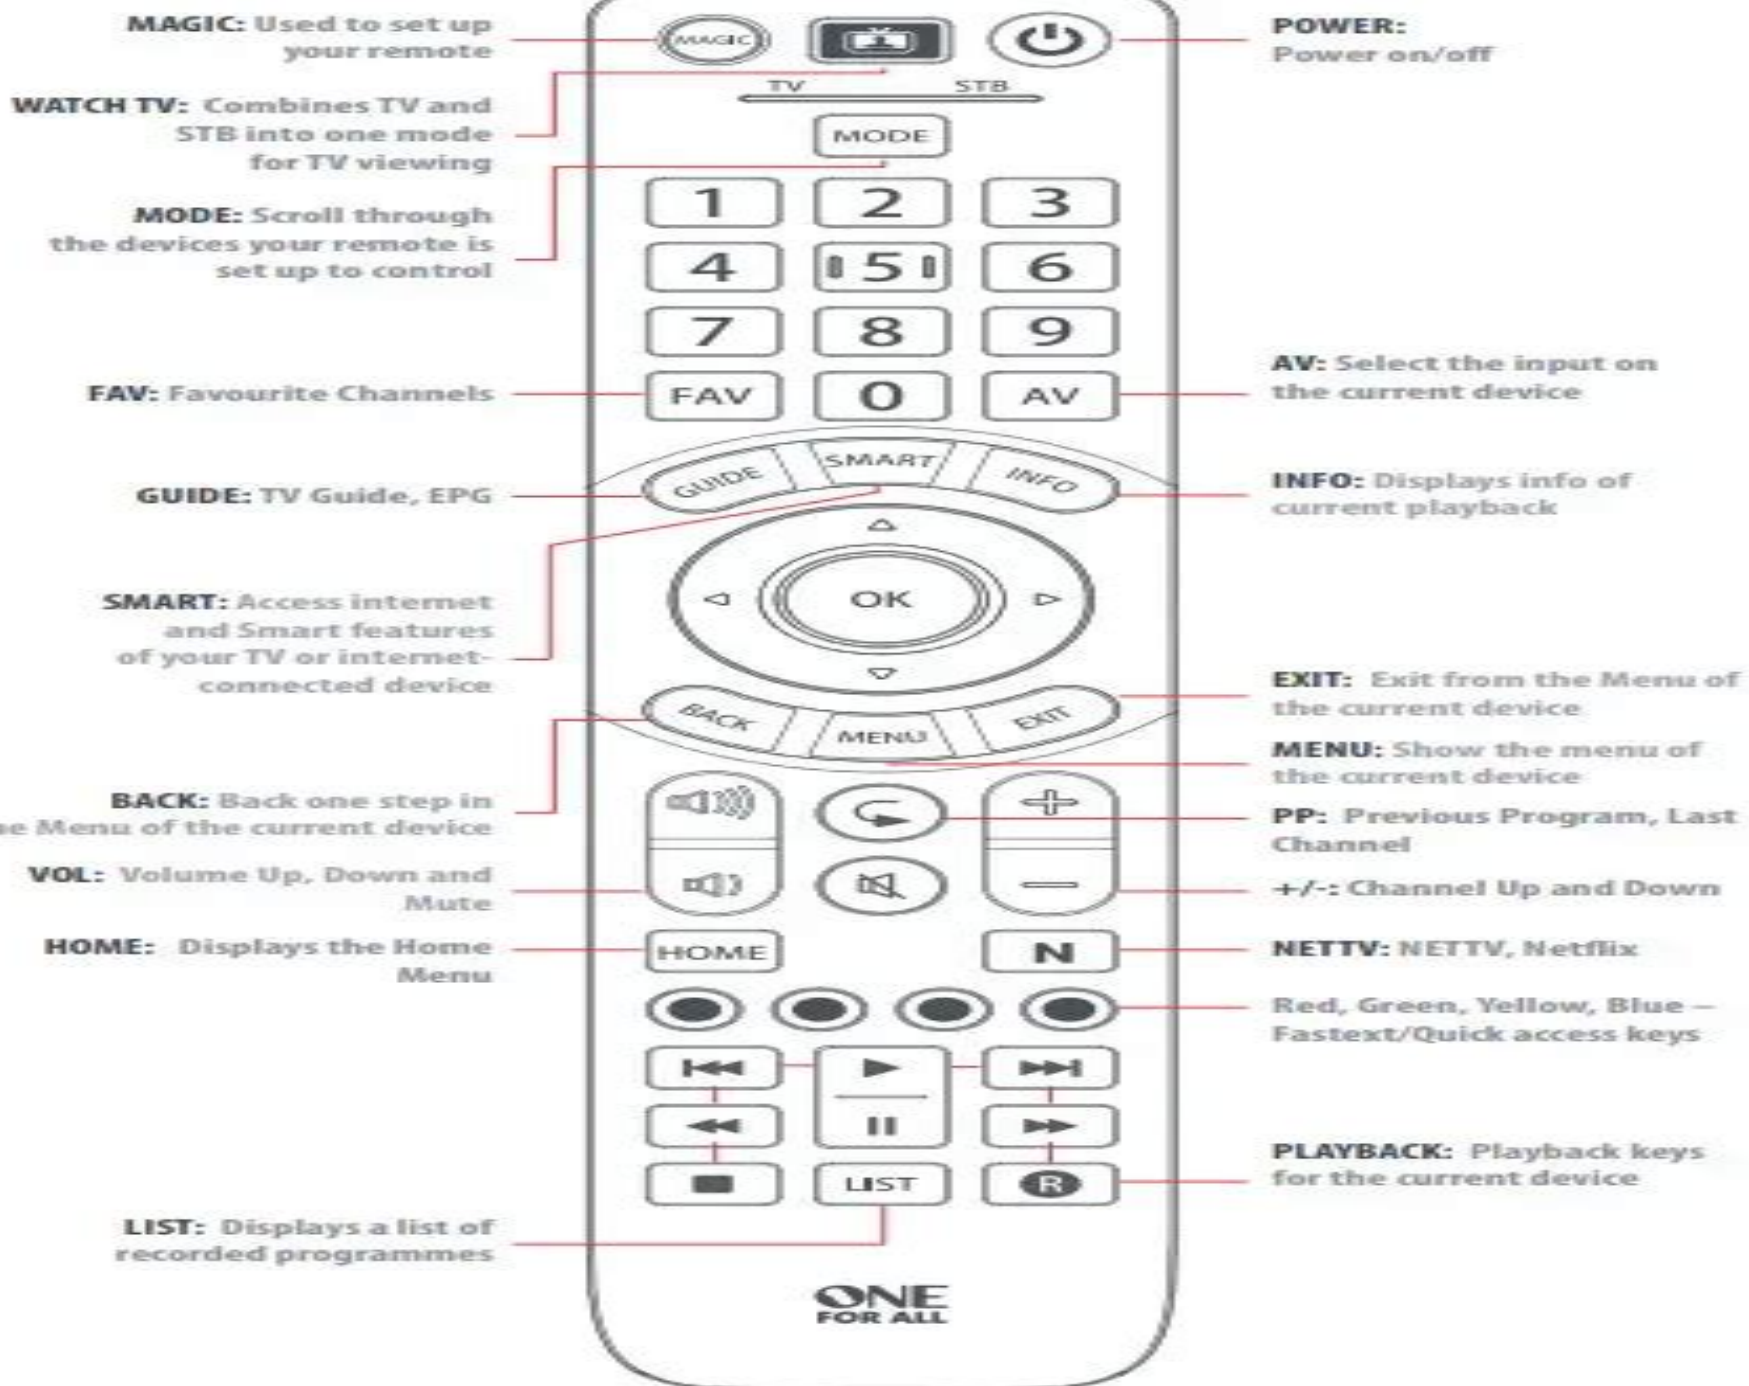 MAGIC: Used to set up
your remote
WATCH TV: Combines TV and
STB into one mode
for TV viewing
MODE: Scroll through
the devices your remote is
set up to control
FAV: Favourite Channels
GUIDE: TV Guide, EPG
SMART: Access internet
and Smart features
of your TV or internet-
connected device
BACK: Back one step in
Menu of the current device
VOL: Volume Up, Down and
Mute
HOME: Displays the Home
Menu
LIST: Displays a list of
recorded programmes
MAGIC
TV STB
MODE
1 2 3
4 5 6
7 8 9
FAV 0 AV
GUIDE SMART INFO
OK
BACK MENU EXIT
HOME N
LIST R
ONE
FOR ALL
POWER:
Power on/off
AV: Select the input on
the current device
INFO: Displays info of
current playback
EXIT: Exit from the Menu of
the current device
MENU: Show the menu of
the current device
PP: Previous Program, Last
Channel
+/-: Channel Up and Down
NETTV: NETTV, Netflix
Red, Green, Yellow, Blue –
Fastext/Quick access keys
PLAYBACK: Playback keys
for the current device